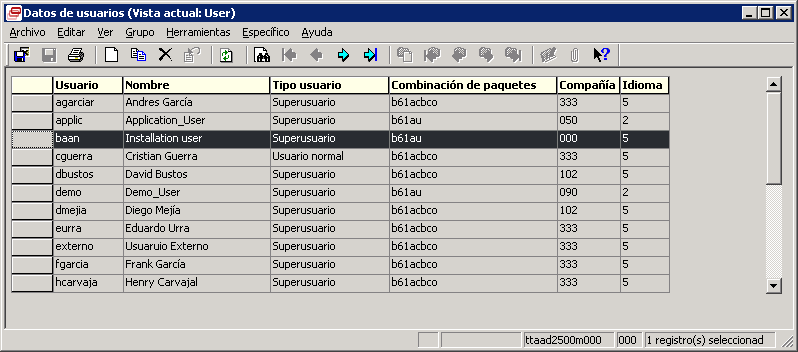 Datos de usuarios (Vista actual: User)
Archivo Editar Ver Grupo Herramientas Específico Ayuda
Usuario Nombre Tipo usuario Combinación de paquetes Compañía Idioma
agarciar Andres García Superusuario b61acbco 333 5
applic Application_User Superusuario b61au 050 2
baan Installation user Superusuario b61au 000 5
cguerra Cristian Guerra Usuario normal b61acbco 333 5
dbustos David Bustos Superusuario b61acbco 102 5
demo Demo_User Superusuario b61au 090 2
dmejia Diego Mejía Superusuario b61acbco 102 5
eurra Eduardo Urra Superusuario b61acbco 333 5
externo Usuaruio Externo Superusuario b61acbco 333 5
fgarcia Frank García Superusuario b61acbco 333 5
hcarvaja Henry Carvajal Superusuario b61acbco 333 5
ttaad2500m000 000 1 registro(s) seleccionad